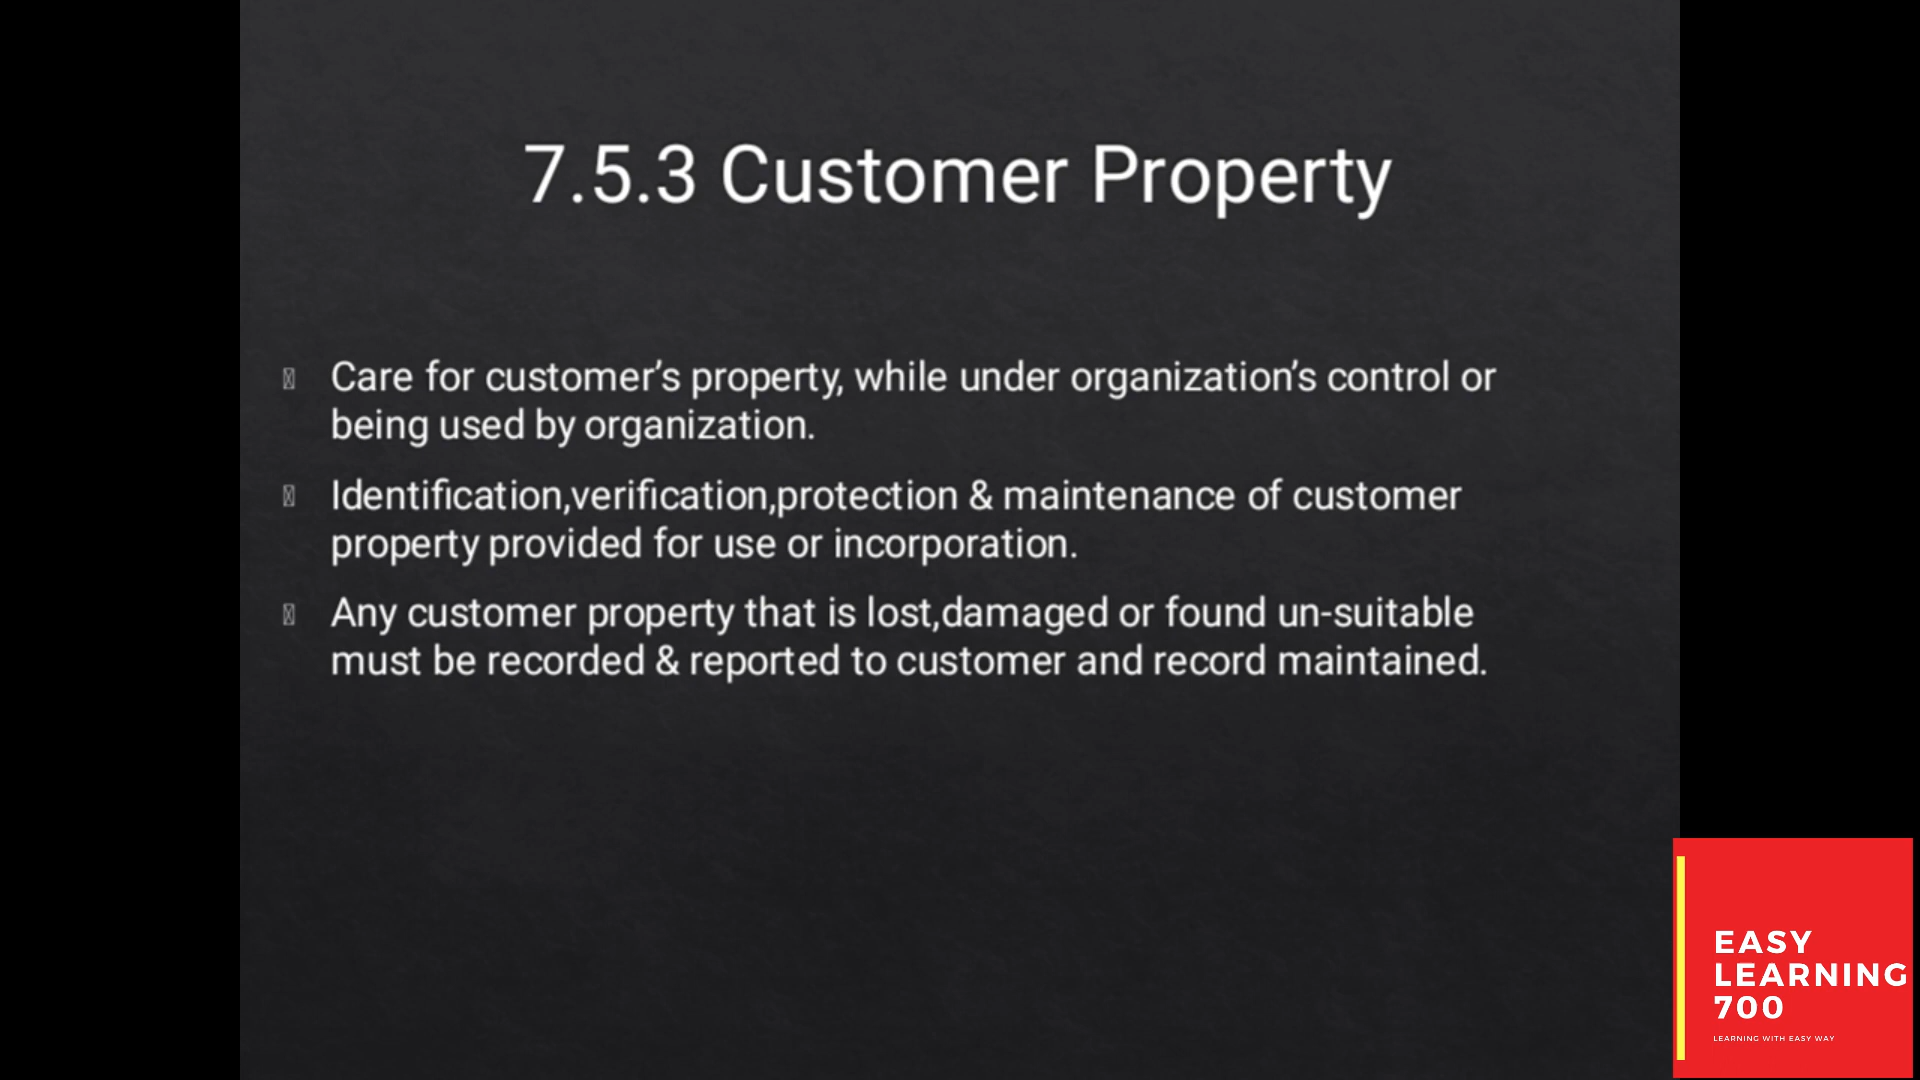 7.5.3 Customer Property
Care for customer’s property, while under organization’s control or
being used by organization.
Identification,verification,protection & maintenance of customer
property provided for use or incorporation.
Any customer property that is lost,damaged or found un-suitable
must be recorded & reported to customer and record maintained.
EASY
LEARNING
700
LEARNING WITH EASY WAY